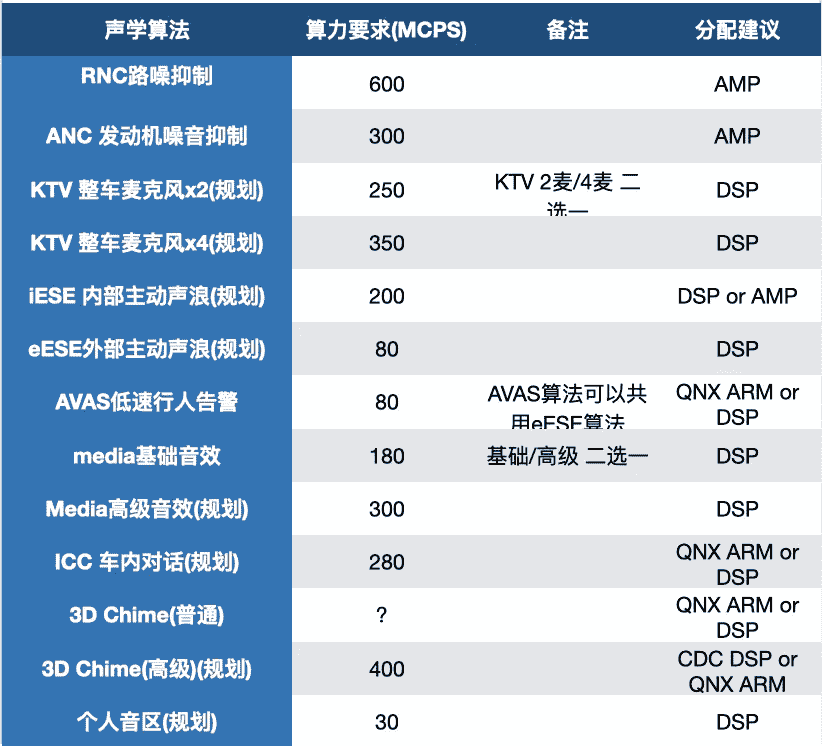 声学算法 算力要求(MCPS) 备注 分配建议
RNC路噪抑制 600 AMP
ANC 发动机噪音抑制 300 AMP
KTV 整车麦克风x2(规划) 250 KTV 2麦/4麦 二
选一 DSP
KTV 整车麦克风x4(规划) 350 DSP
iESE 内部主动声浪(规划) 200 DSP or AMP
eESE外部主动声浪(规划) 80 DSP
AVAS低速行人告警 80 AVAS算法可以共
用eESE算法 QNX ARM or
DSP
media基础音效 180 基础/高级 二选一 DSP
Media高级音效(规划) 300 DSP
ICC 车内对话(规划) 280 QNX ARM or
DSP
3D Chime(普通) ? QNX ARM or
DSP
3D Chime(高级)(规划) 400 CDC DSP or
QNX ARM
个人音区(规划) 30 DSP